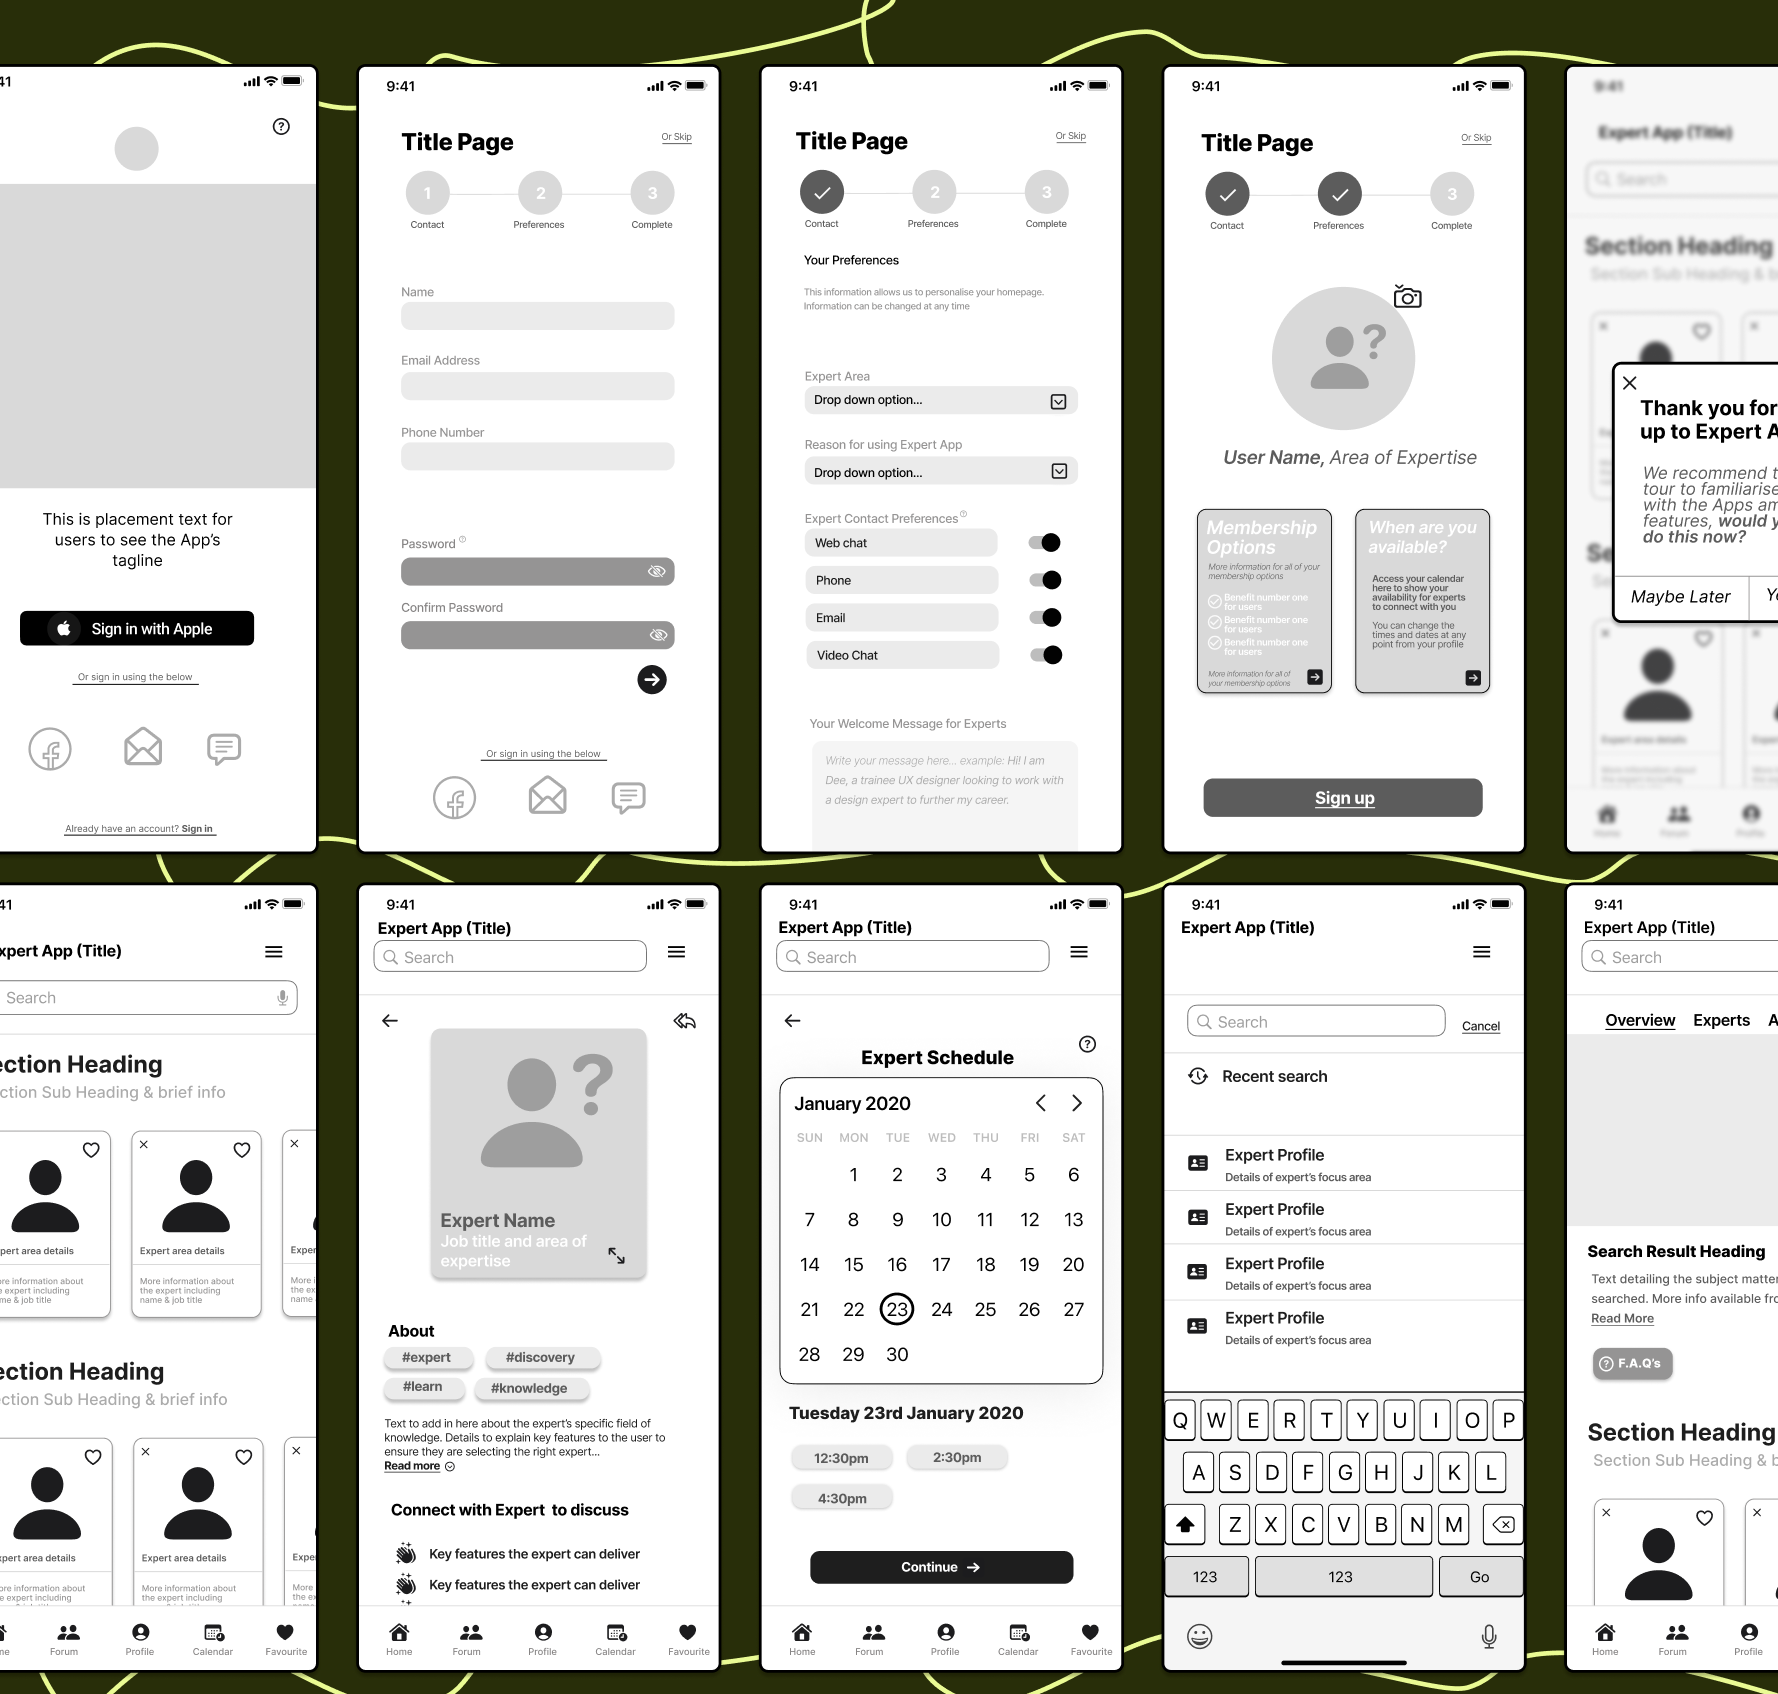 41
This is placement text for
users to see the App's
tagline
Sign in with Apple
Or sign in using the below
Already have an account? Sign in
9:41
Title Page
Or Skip
1
2
3
Contact
Preferences
Complete
Name
Email Address
Phone Number
Password
Confirm Password
Or sign in using the below
9:41
Title Page
Or Skip
2
3
Contact
Preferences
Complete
Your Preferences
This information allows us to personalise your homepage.
Information can be changed at any time
Expert Area
Drop down option...
Reason for using Expert App
Drop down option...
Expert Contact Preferences
Web chat
Phone
Email
Video Chat
Your Welcome Message for Experts
Write your message here... example: Hi! I am
Dee, a trainee UX designer looking to work with
a design expert to further my career.
9:41
Title Page
Or Skip
3
Contact
Preferences
Complete
User Name, Area of Expertise
Membership
Options
More information for all of your
membership options
Benefit number one
for users
Benefit number one
for users
Benefit number one
for users
More information for all of
your membership options
When are you
available?
Access your calendar
here to show your
availability for experts
to connect with you
You can change the
times and dates at any
point from your profile
Sign up
9:41
Expert App (Title)
Search
Section Heading
Section Sub Heading & b
Thank you for
up to Expert A
We recommend t
tour to familiarise
with the Apps am
features, would y
do this now?
Maybe Later
Yo
Se
Expert area details
More information about
the expert including
Home
Forum
Profile
41
xpert App (Title)
Search
ection Heading
ction Sub Heading & brief info
pert area details
ore information about
e expert including
me & job title
Expert area details
More information about
the expert including
name & job title
Exper
More i
the ex
name
ection Heading
ction Sub Heading & brief info
pert area details
ore information about
e expert including
Expert area details
More information about
the expert including
Expe
More
the ex
me
Forum
Profile
Calendar
Favourite
9:41
Expert App (Title)
Search
Expert Name
Job title and area of
expertise
About
#expert
#discovery
#learn
#knowledge
Text to add in here about the expert's specific field of
knowledge. Details to explain key features to the user to
ensure they are selecting the right expert...
Read more
Connect with Expert to discuss
Key features the expert can deliver
Key features the expert can deliver
Home
Forum
Profile
Calendar
Favourite
9:41
Expert App (Title)
Search
Expert Schedule
January 2020
SUN MON TUE WED THU FRI SAT
1 2 3 4 5 6
7 8 9 10 11 12 13
14 15 16 17 18 19 20
21 22 23 24 25 26 27
28 29 30
Tuesday 23rd January 2020
12:30pm
2:30pm
4:30pm
Continue
Home
Forum
Profile
Calendar
Favourite
9:41
Expert App (Title)
Search
Cancel
Recent search
Expert Profile
Details of expert's focus area
Expert Profile
Details of expert's focus area
Expert Profile
Details of expert's focus area
Expert Profile
Details of expert's focus area
Q W E R T Y U I O P
A S D F G H J K L
Z X C V B N M
123
123
Go
9:41
Expert App (Title)
Search
Overview
Experts
A
Search Result Heading
Text detailing the subject matter
searched. More info available fro
Read More
F.A.Q's
Section Heading
Section Sub Heading & b
Home
Forum
Profile